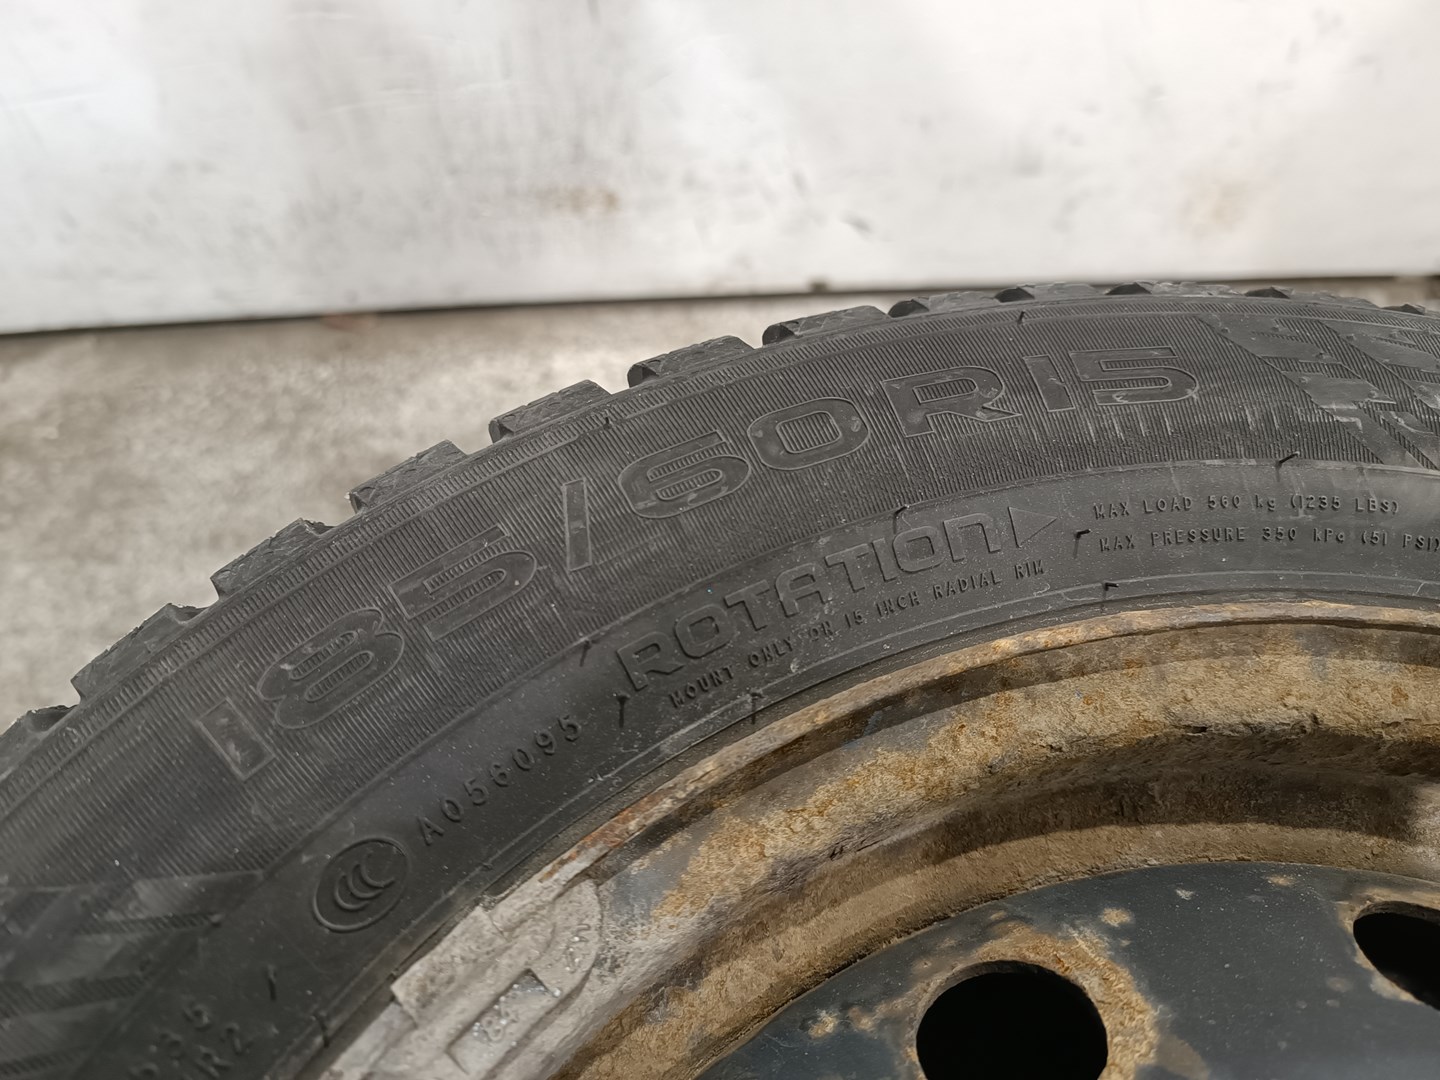 185/60R15
ROTATION
MAX LOAD 560 kg (1235 LBS)
MAX PRESSURE 350 kPa (51 PSI)
MOUNT ONLY ON 15 INCH RADIAL RIM
A056095
CCC